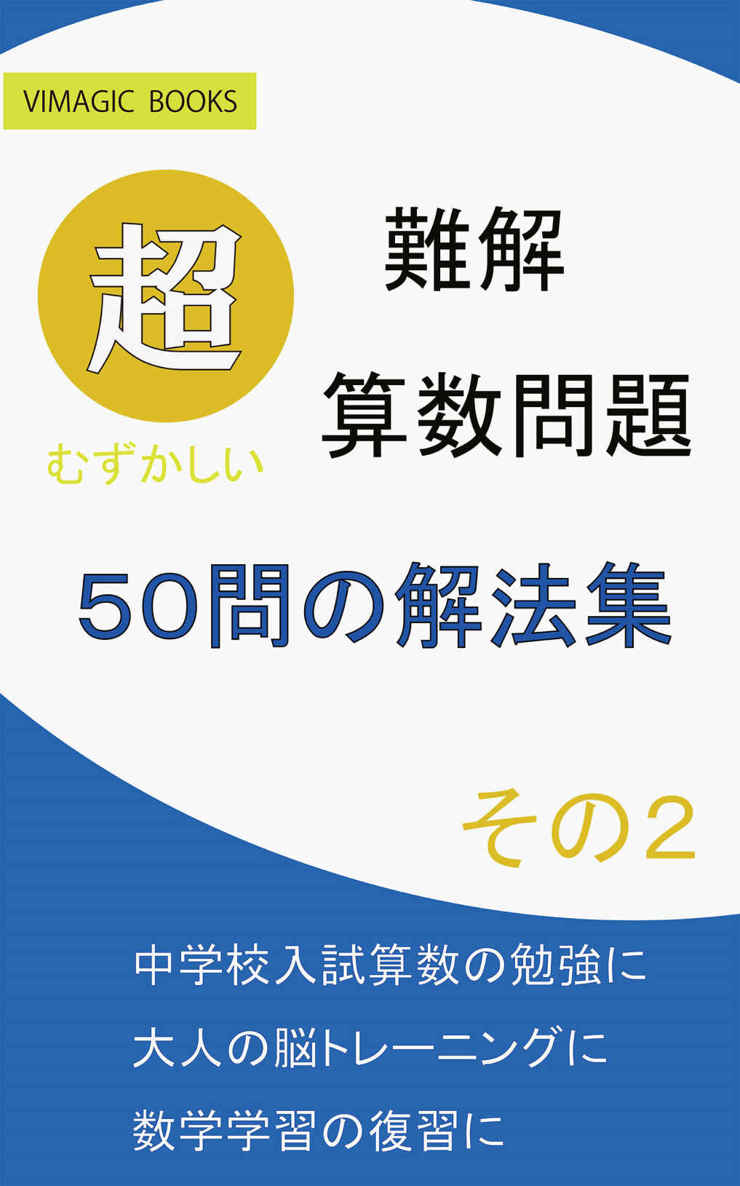 VIMAGIC BOOKS
超
難解
むずかしい
算数問題
50問の解法集
その2
中学校入試算数の勉強に
大人の脳トレーニングに
数学学習の復習に